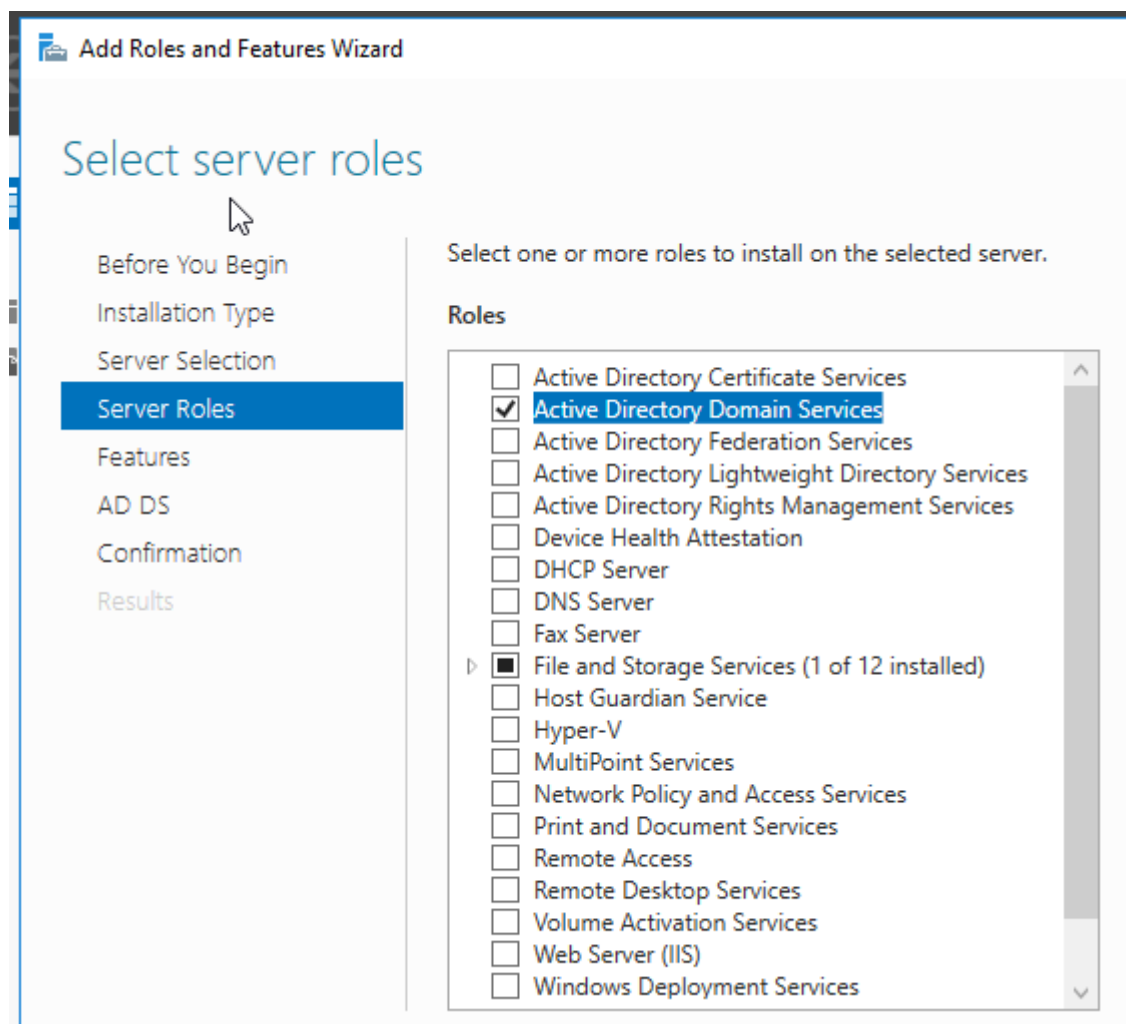 Add Roles and Features Wizard
Select server roles
Before You Begin
Installation Type
Server Selection
Server Roles
Features
AD DS
Confirmation
Results
Select one or more roles to install on the selected server.
Roles
Active Directory Certificate Services
Active Directory Domain Services
Active Directory Federation Services
Active Directory Lightweight Directory Services
Active Directory Rights Management Services
Device Health Attestation
DHCP Server
DNS Server
Fax Server
File and Storage Services (1 of 12 installed)
Host Guardian Service
Hyper-V
MultiPoint Services
Network Policy and Access Services
Print and Document Services
Remote Access
Remote Desktop Services
Volume Activation Services
Web Server (IIS)
Windows Deployment Services